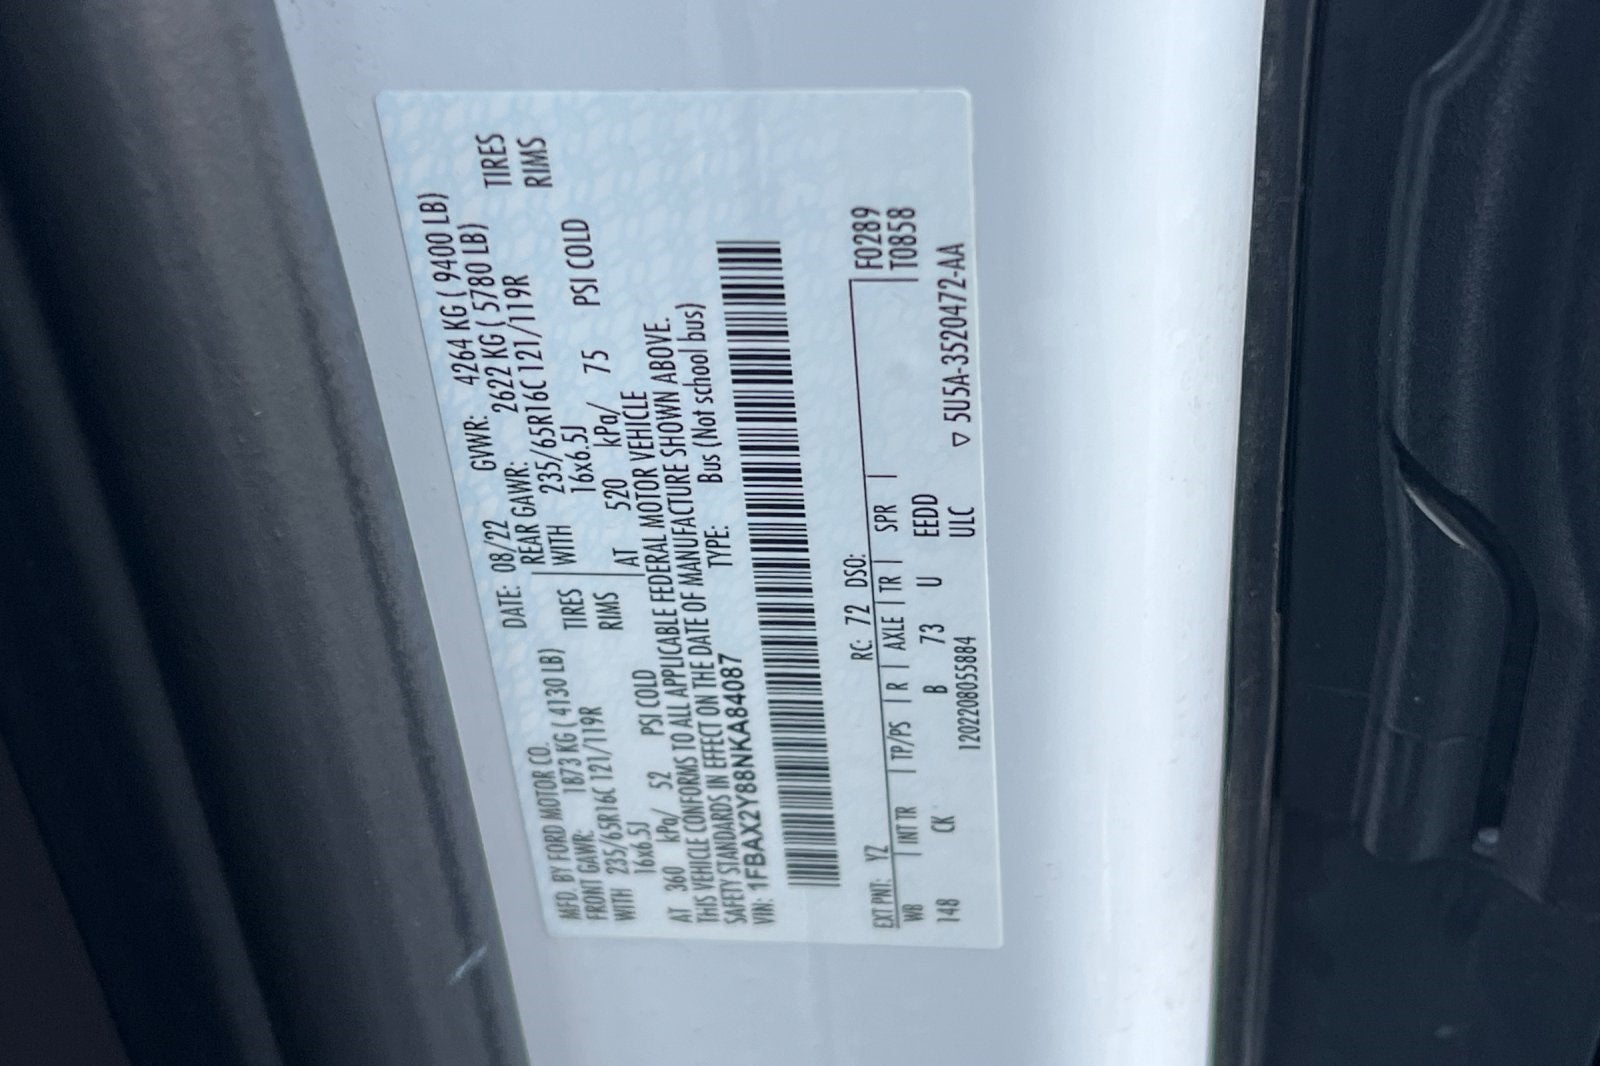 MFD. BY FORD MOTOR CO. DATE: 08/22 GVWR: 4264 KG ( 9400 LB)
FRONT GAWR: 1873 KG ( 4130 LB) REAR GAWR: 2622 KG ( 5780 LB)
WITH 235/65R16C 121/119R TIRES WITH 235/65R16C 121/119R TIRES
16x6.5J RIMS 16x6.5J RIMS
AT 360 kPa/ 52 PSI COLD AT 520 kPa/ 75 PSI COLD
THIS VEHICLE CONFORMS TO ALL APPLICABLE FEDERAL MOTOR VEHICLE
SAFETY STANDARDS IN EFFECT ON THE DATE OF MANUFACTURE SHOWN ABOVE.
VIN: 1FBAX2Y88NKA84087 TYPE: Bus (Not school bus)
EXT PNT: YZ RC: 72 DSO: F0289
WB INT TR TP/PS R AXLE TR SPR T0858
148 CK B 73 U EEDD
120220805584 ULC ▽ 5U5A-3520472-AA